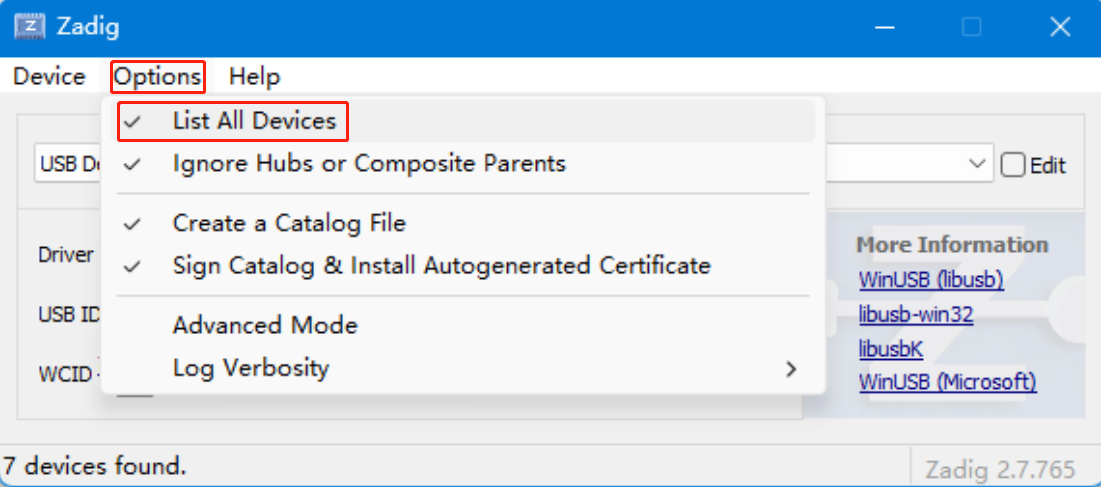 Zadig
Device Options Help
List All Devices
Ignore Hubs or Composite Parents
Create a Catalog File
Sign Catalog & Install Autogenerated Certificate
Advanced Mode
Log Verbosity
USB
Edit
Driver
USB ID
WCID
More Information
WinUSB (libusb)
libusb-win32
libusbK
WinUSB (Microsoft)
7 devices found.
Zadig 2.7.765